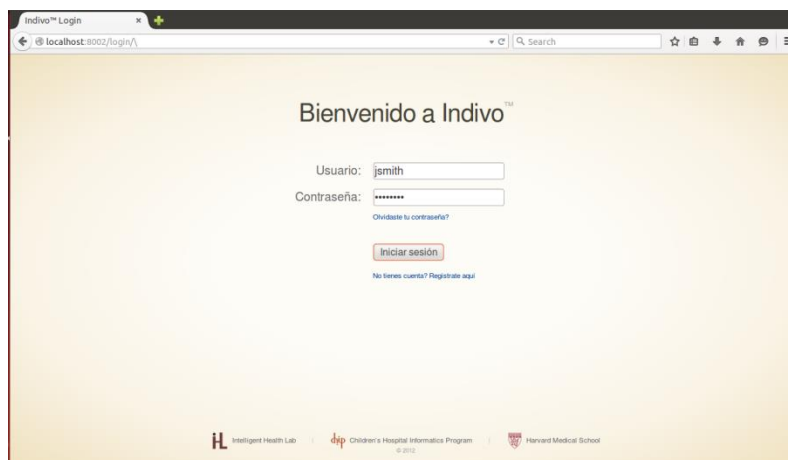 Indivo™ Login
localhost:8002/login/\
Search
Bienvenido a Indivo™
Usuario: jsmith
Contraseña: ••••••••
Olvidaste tu contraseña?
Iniciar sesión
No tienes cuenta? Registrate aqui
Intelligent Health Lab | chip Children's Hospital Informatics Program | Harvard Medical School
© 2012